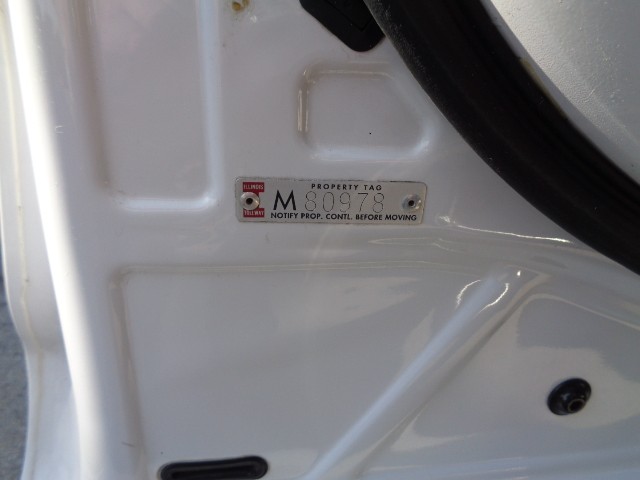 ILLINOIS
TOLLWAY
PROPERTY TAG
M 80978
NOTIFY PROP. CONTL. BEFORE MOVING